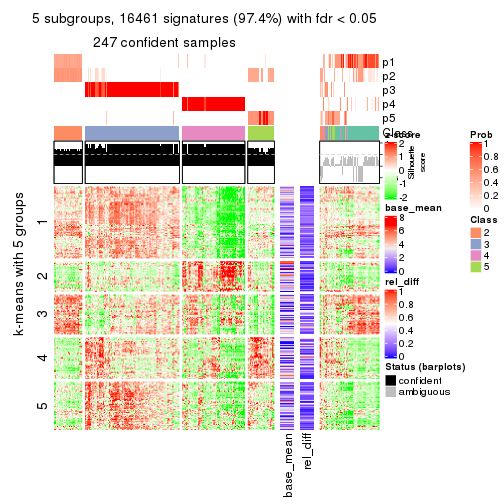 5 subgroups, 16461 signatures (97.4%) with fdr < 0.05
247 confident samples
p1
p2
p3
p4
p5
Class
z-score
2
1
0
-1
-2
Silhouette
score
Prob
1
0.8
0.6
0.4
0.2
0
base_mean
8
6
4
2
0
Class
2
3
4
5
rel_diff
1
0.8
0.6
0.4
0.2
0
Status (barplots)
confident
ambiguous
k-means with 5 groups
1
2
3
4
5
base_mean
rel_diff